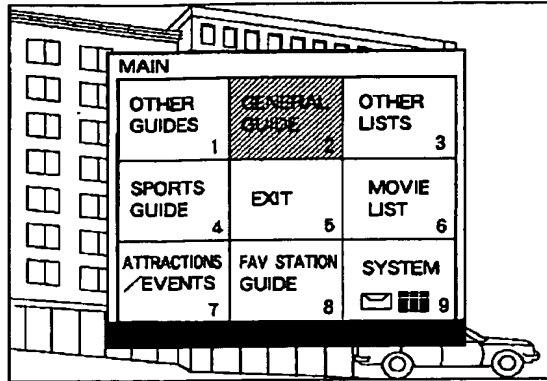 MAIN
OTHER
GUIDES
1
GENERAL
GUIDE
2
OTHER
LISTS
3
SPORTS
GUIDE
4
EXIT
5
MOVIE
LIST
6
ATTRACTIONS
/EVENTS
7
FAV STATION
GUIDE
8
SYSTEM
9